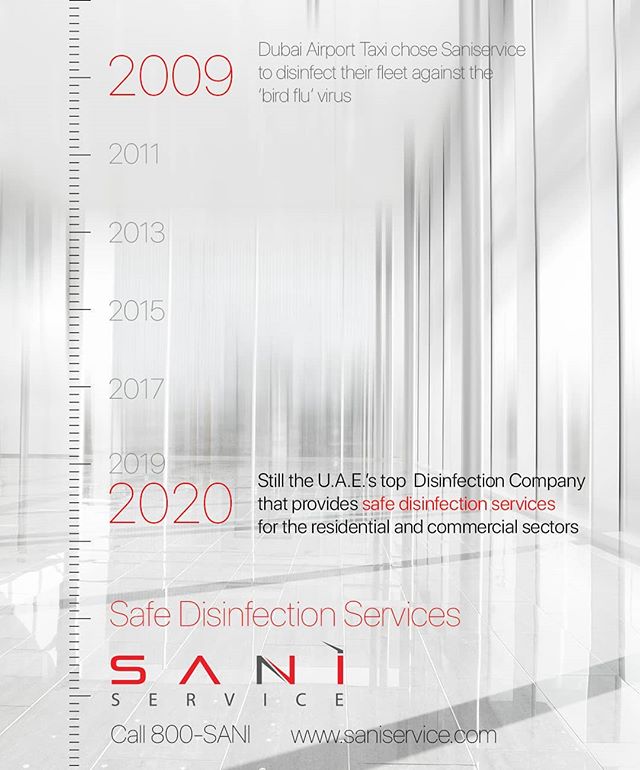 2009
Dubai Airport Taxi chose Saniservice
to disinfect their fleet against the
'bird flu' virus
2011
2013
2015
2017
2019
2020
Still the U.A.E.'s top Disinfection Company
that provides safe disinfection services
for the residential and commercial sectors
Safe Disinfection Services
SANI
SERVICE
Call 800-SANI www.saniservice.com